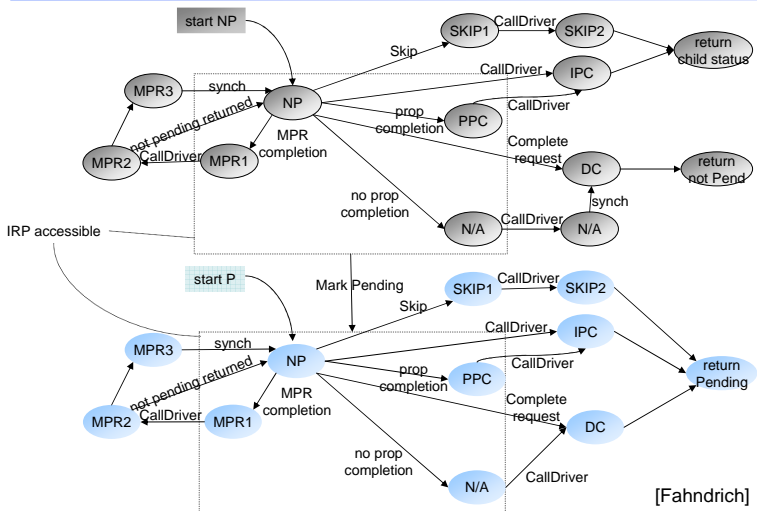 start NP
SKIP1
CallDriver
SKIP2
return
child status
Skip
CallDriver
IPC
MPR3
synch
NP
CallDriver
prop
completion
PPC
not pending returned
MPR
completion
Complete
request
MPR2
CallDriver
MPR1
DC
return
not Pend
no prop
completion
synch
IRP accessible
N/A
CallDriver
N/A
start P
Mark Pending
SKIP1
CallDriver
SKIP2
Skip
CallDriver
IPC
MPR3
synch
NP
CallDriver
prop
completion
PPC
return
Pending
not pending returned
MPR
completion
Complete
request
MPR2
CallDriver
MPR1
DC
no prop
completion
CallDriver
N/A
[Fahndrich]